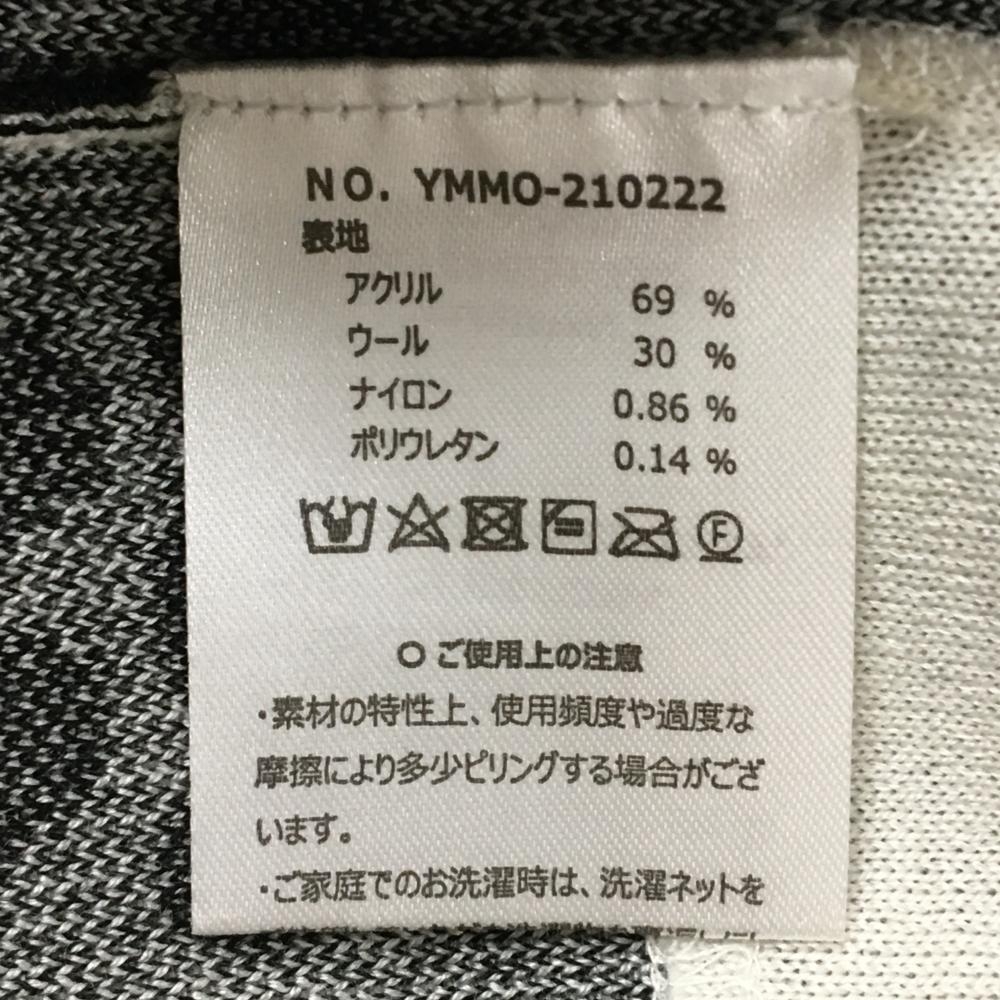 NO. YMMO-210222
表地
アクリル 69 %
ウール 30 %
ナイロン 0.86 %
ポリウレタン 0.14 %
F
○ ご使用上の注意
・素材の特性上、使用頻度や過度な
摩擦により多少ピリングする場合がござ
います。
・ご家庭でのお洗濯時は、洗濯ネットを